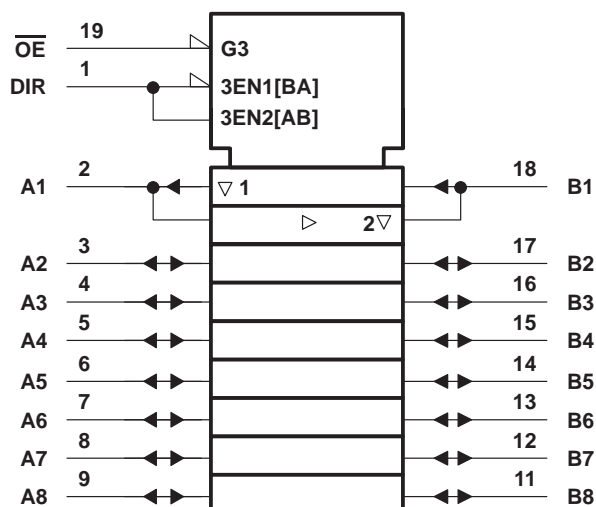 19
OE G3
1
DIR 3EN1[BA]
3EN2[AB]
2 18
A1 ▽ 1 B1
▷ 2▽
3 17
A2 B2
4 16
A3 B3
5 15
A4 B4
6 14
A5 B5
7 13
A6 B6
8 12
A7 B7
9 11
A8 B8